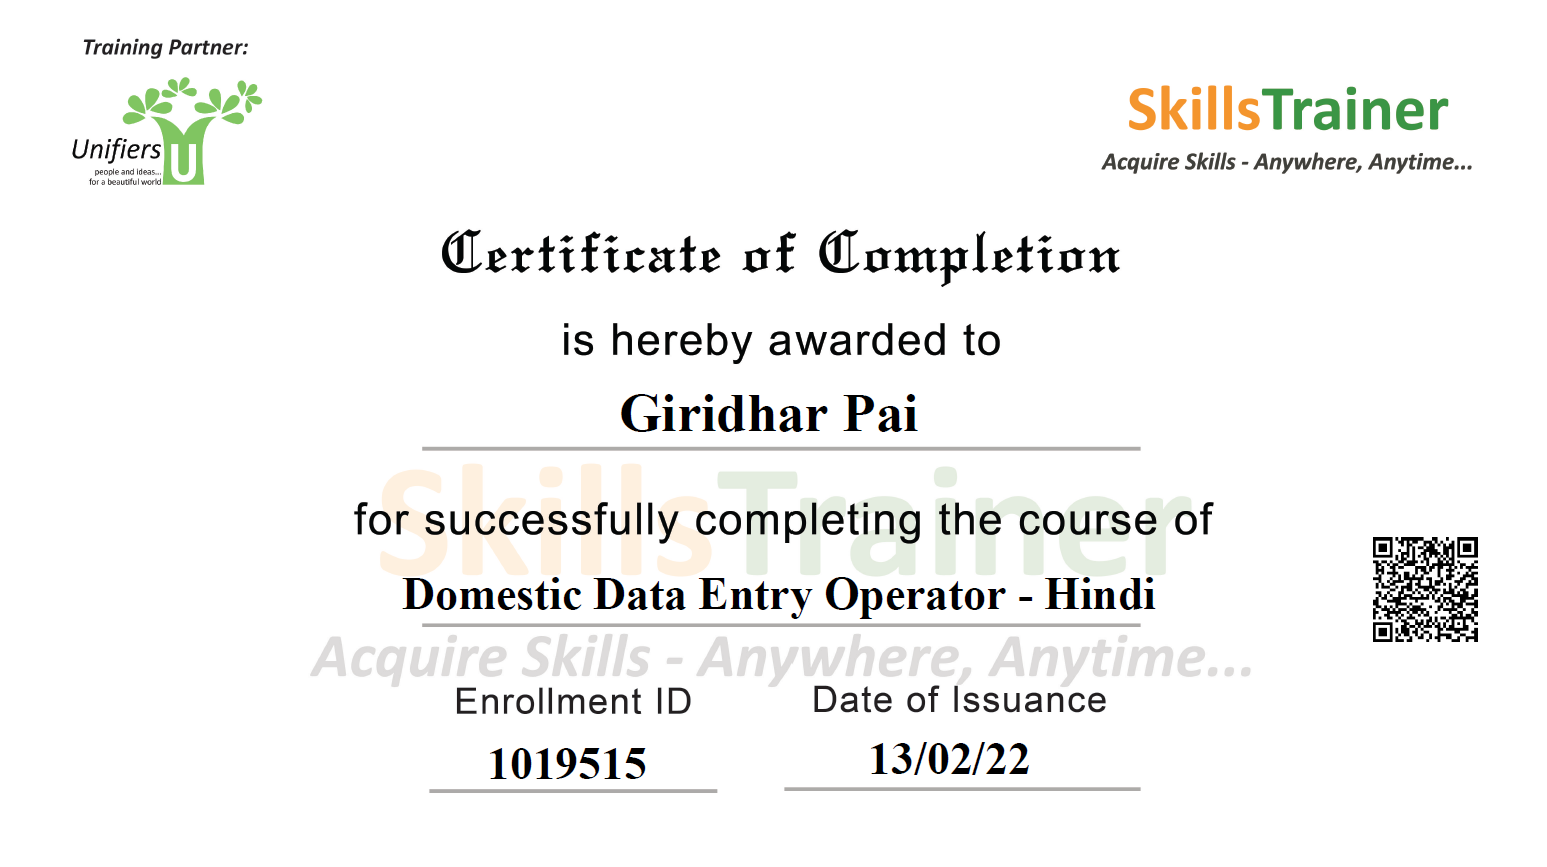 Training Partner:
Unifiers
people and ideas...
for a beautiful world
U
SkillsTrainer
Acquire Skills - Anywhere, Anytime...
Certificate of Completion
is hereby awarded to
Giridhar Pai
SkillsTrainer
for successfully completing the course of
Domestic Data Entry Operator - Hindi
Acquire Skills - Anywhere, Anytime...
Enrollment ID
1019515
Date of Issuance
13/02/22